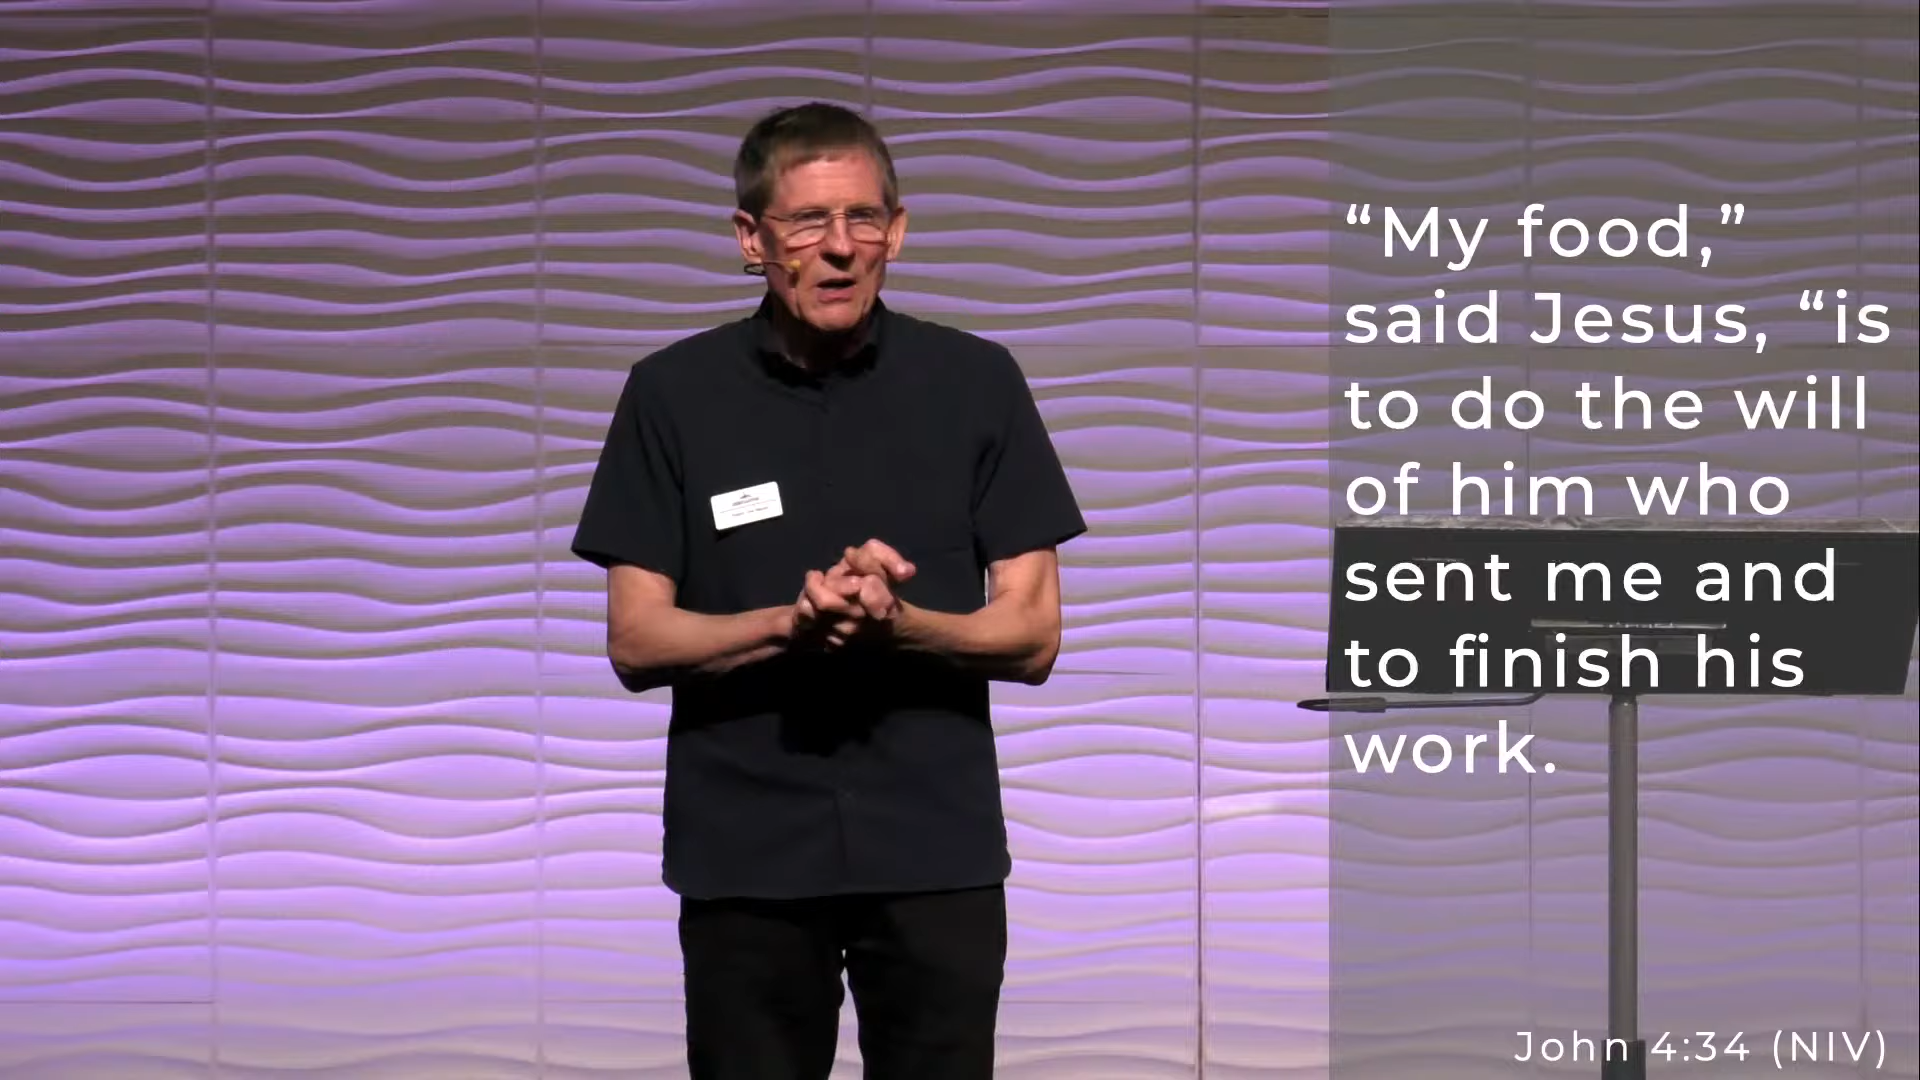 “My food,”
said Jesus, “is
to do the will
of him who
sent me and
to finish his
work.
John 4:34 (NIV)